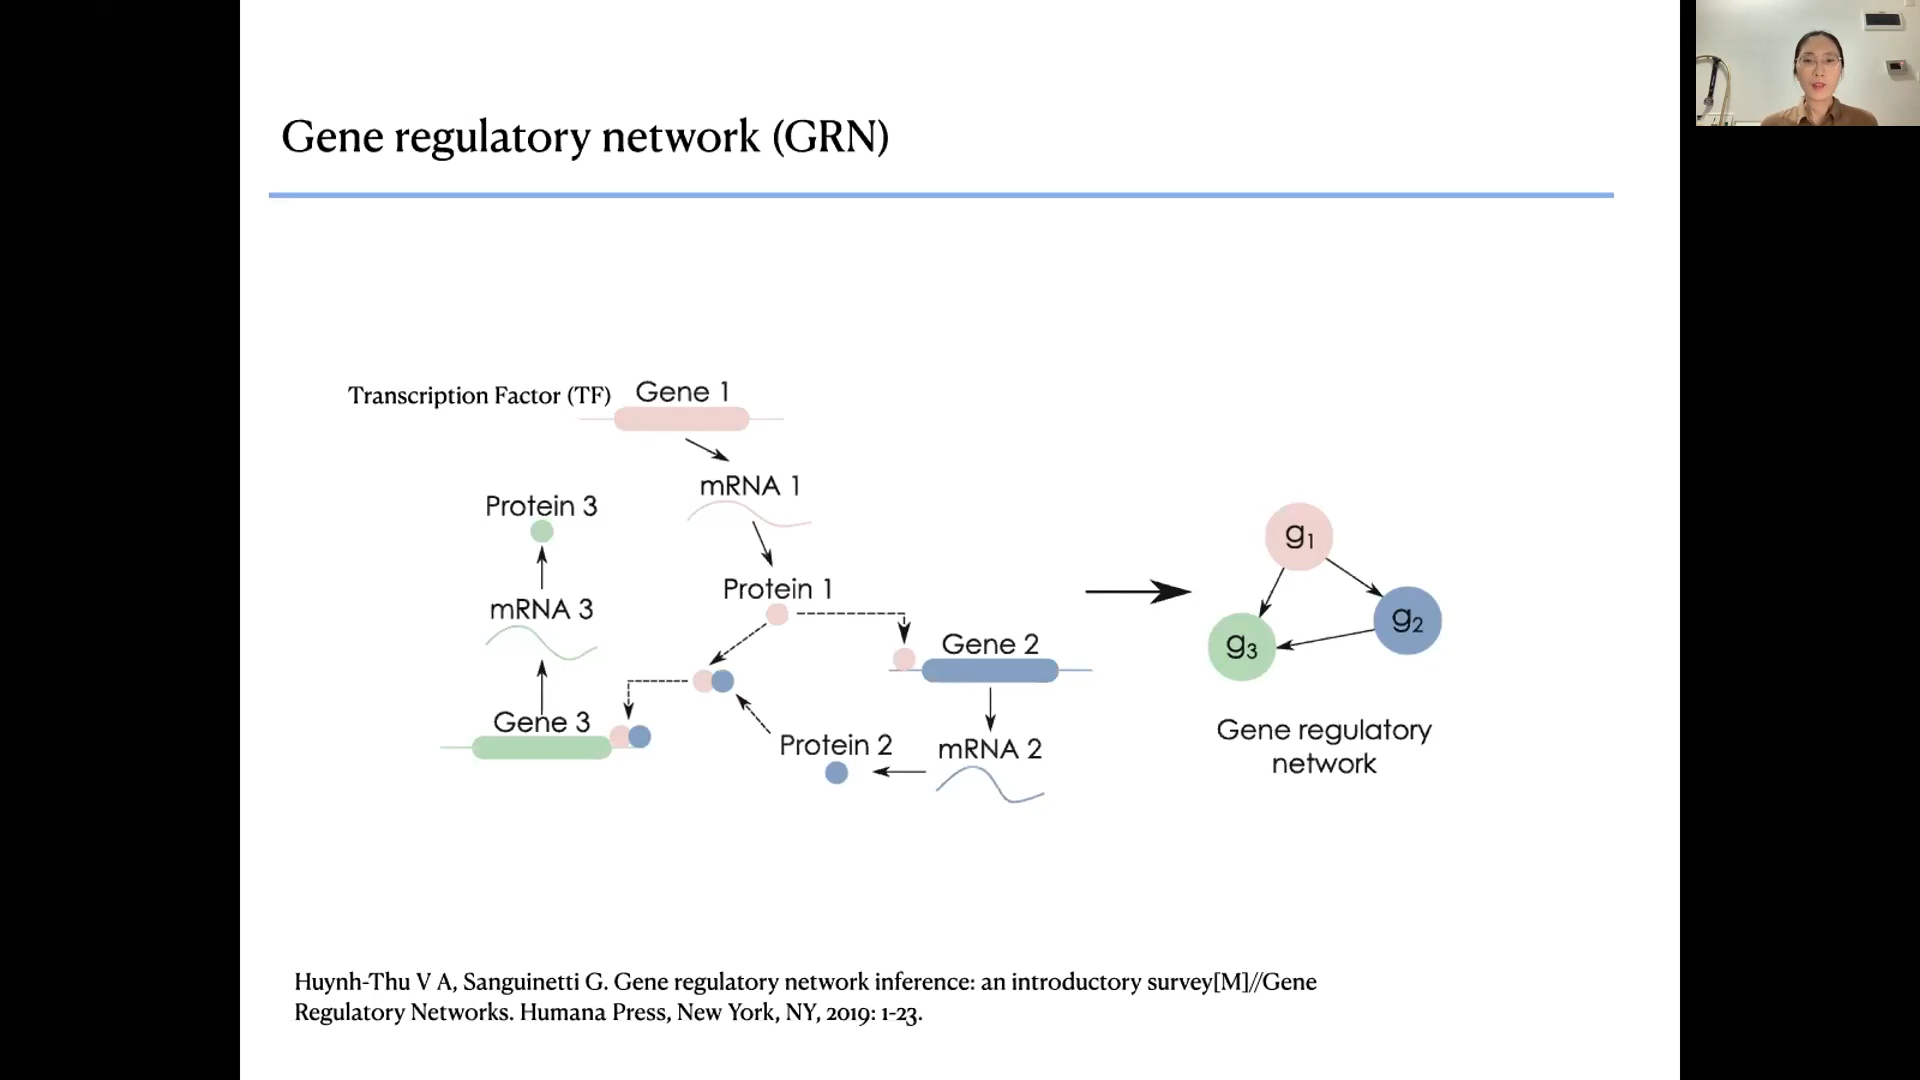 Gene regulatory network (GRN)
Transcription Factor (TF)
Gene 1
mRNA 1
Protein 3
Protein 1
mRNA 3
Gene 2
Gene 3
Protein 2
mRNA 2
g1
g2
g3
Gene regulatory
network
Huynh-Thu V A, Sanguinetti G. Gene regulatory network inference: an introductory survey[M]//Gene
Regulatory Networks. Humana Press, New York, NY, 2019: 1-23.